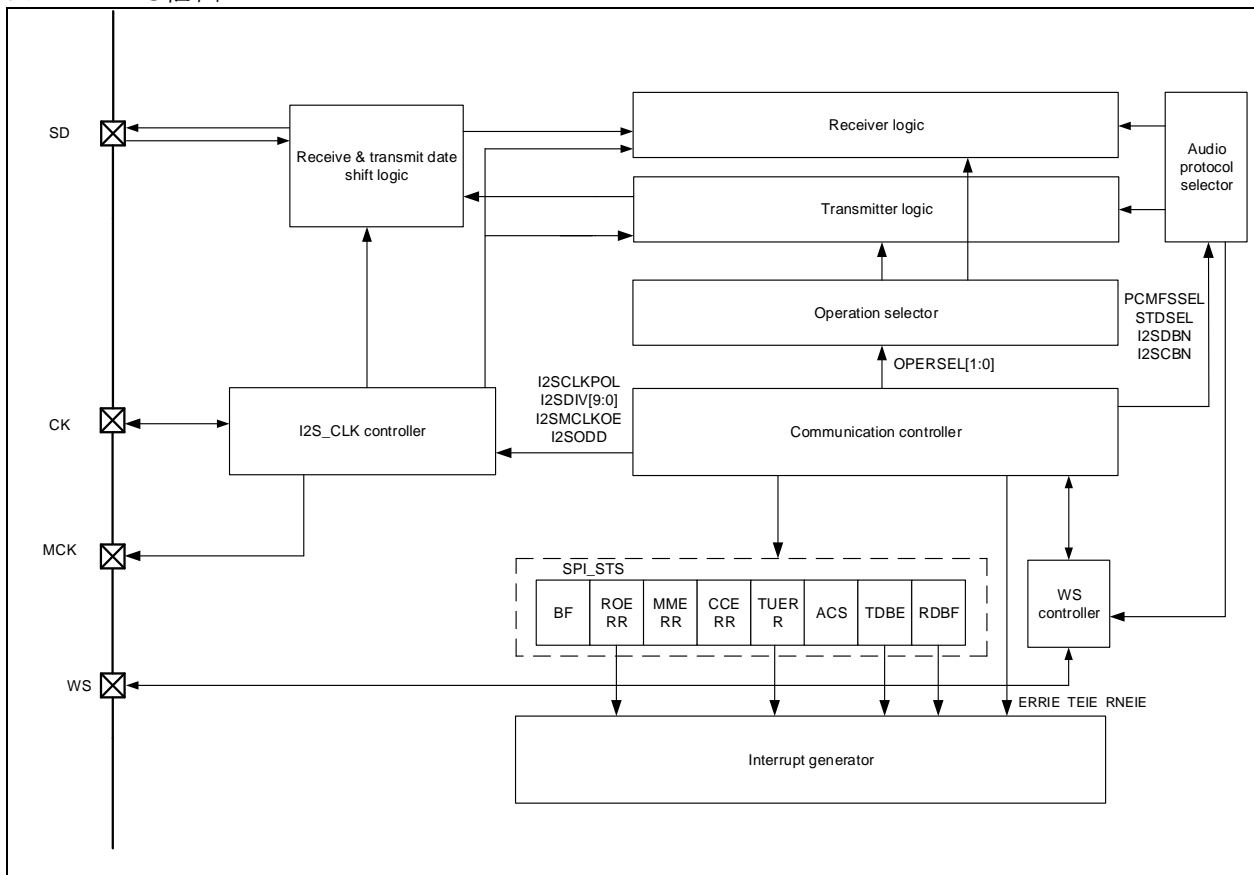 SD
Receive & transmit date
shift logic
Receiver logic
Audio
protocol
selector
Transmitter logic
Operation selector
PCMFSSEL
STDSEL
I2SDBN
I2SCBN
OPERSEL[1:0]
I2SCLKPOL
I2SDIV[9:0]
I2SMCLKOE
I2SODD
CK
I2S_CLK controller
Communication controller
MCK
SPI_STS
BF
ROE
RR
MME
RR
CCE
RR
TUER
R
ACS
TDBE
RDBF
WS
controller
WS
ERRIE TEIE RNEIE
Interrupt generator